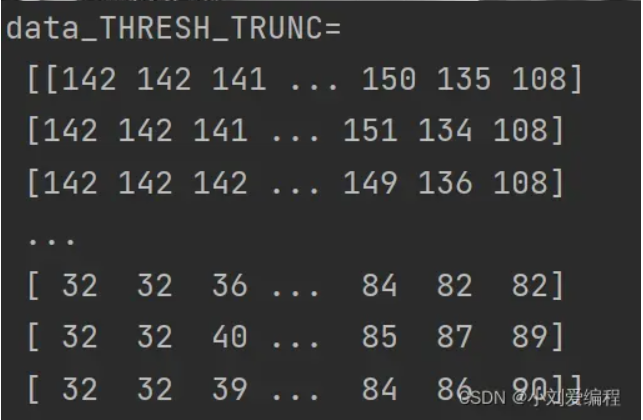 data_THRESH_TRUNC=
[[142 142 141 ... 150 135 108]
[142 142 141 ... 151 134 108]
[142 142 142 ... 149 136 108]
...
[ 32  32  36 ...  84  82  82]
[ 32  32  40 ...  85  87  89]
[ 32  32  39 ...  84  86  90]]
CSDN @小刘爱编程